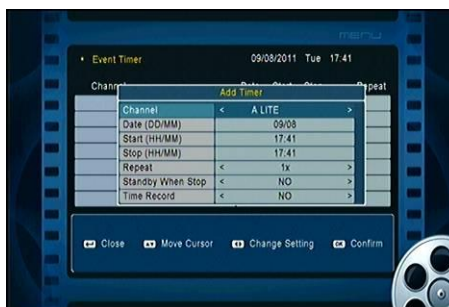 MENU
Event Timer 09/08/2011 Tue 17:41
Repeat
Add Timer
Channel < A LITE >
Date (DD/MM) 09/08
Start (HH/MM) 17:41
Stop (HH/MM) 17:41
Repeat < 1x >
Standby When Stop < NO >
Time Record < NO >
Close Move Cursor Change Setting OK Confirm